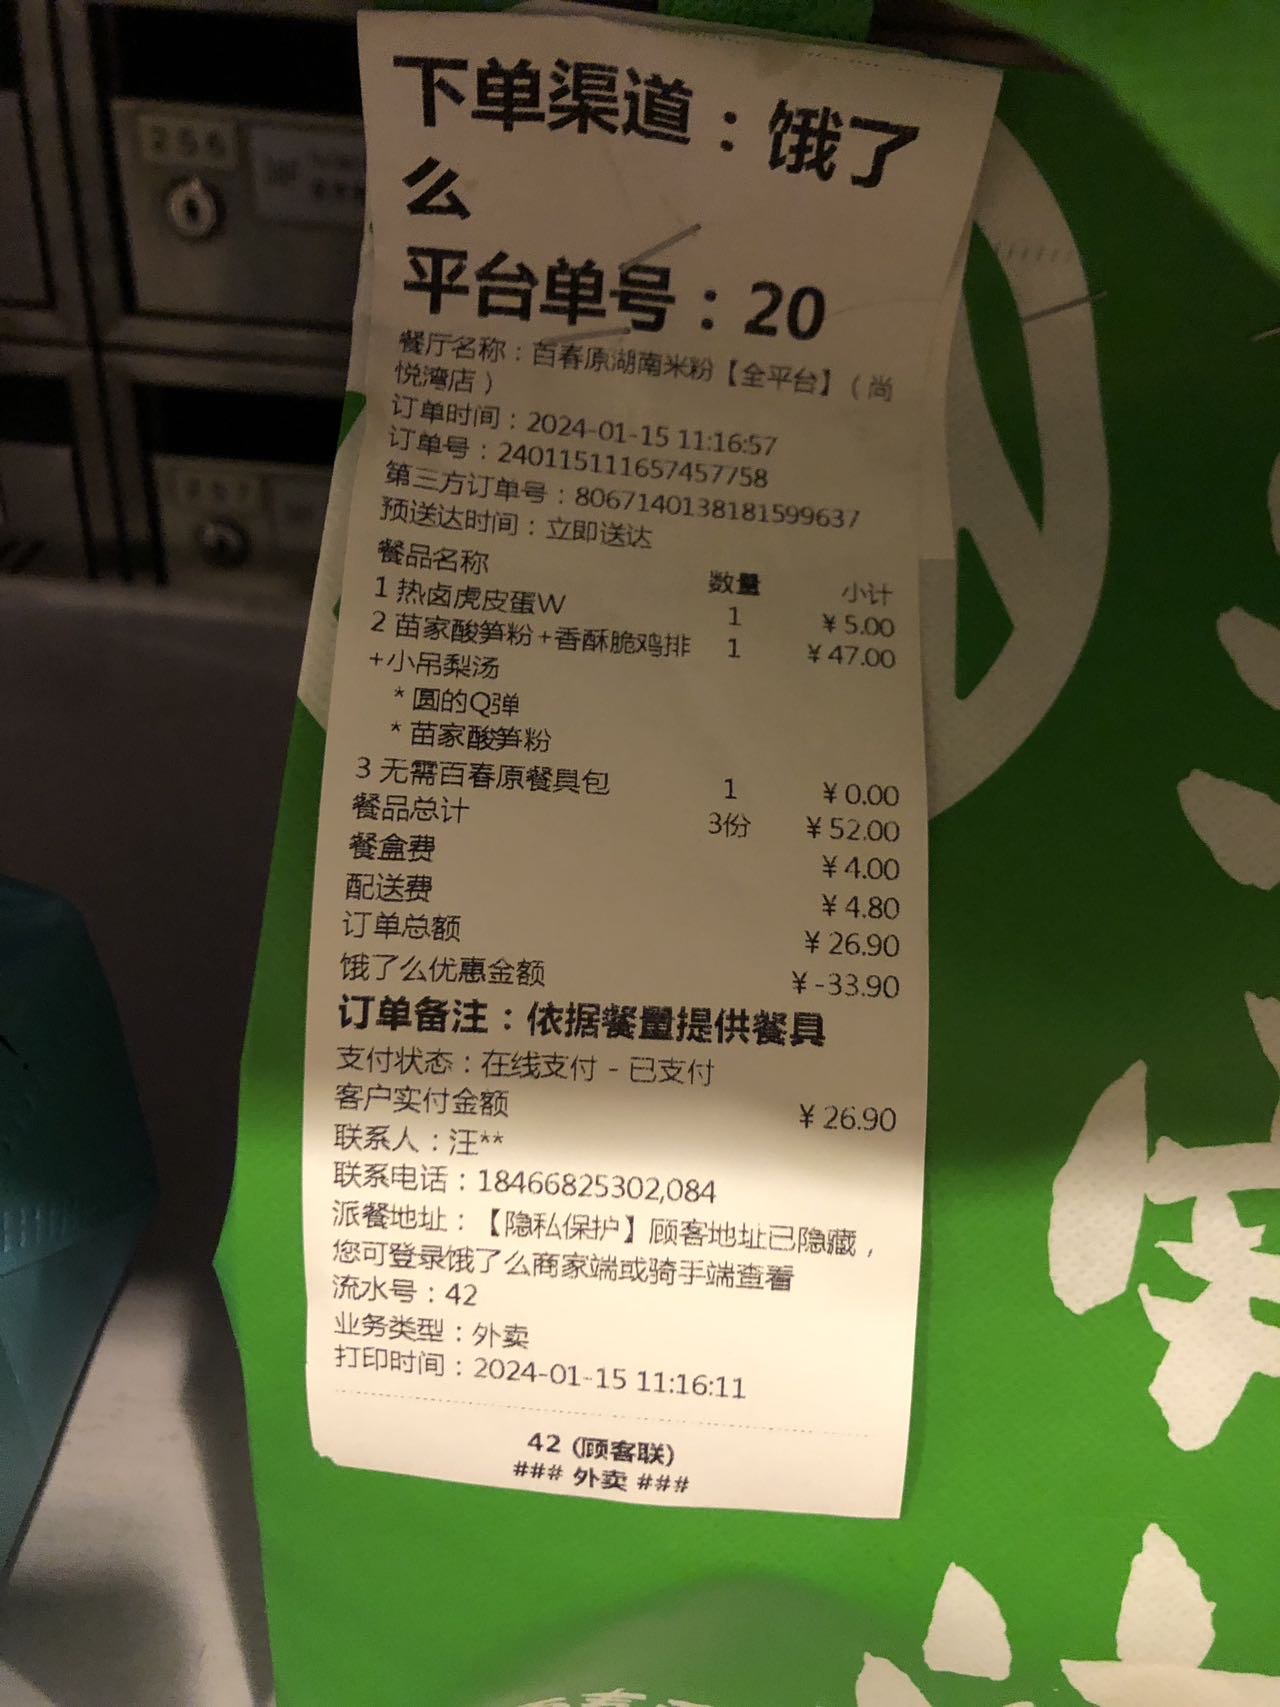 下单渠道：饿了
么
平台单号：20
餐厅名称：百春原湖南米粉【全平台】（尚
悦湾店）
订单时间：2024-01-15 11:16:57
订单号：240115111657457758
第三方订单号：8067140138181599637
预送达时间：立即送达
餐品名称 数量 小计
1 热卤虎皮蛋W 1 ￥5.00
2 苗家酸笋粉+香酥脆鸡排 1 ￥47.00
+小吊梨汤
* 圆的Q弹
* 苗家酸笋粉
3 无需百春原餐具包 1 ￥0.00
餐品总计 3份 ￥52.00
餐盒费 ￥4.00
配送费 ￥4.80
订单总额 ￥26.90
饿了么优惠金额 ￥-33.90
订单备注：依据餐量提供餐具
支付状态：在线支付 - 已支付
客户实付金额 ￥26.90
联系人：汪**
联系电话：18466825302,084
派餐地址：【隐私保护】顾客地址已隐藏，
您可登录饿了么商家端或骑手端查看
流水号：42
业务类型：外卖
打印时间：2024-01-15 11:16:11
42 (顾客联)
### 外卖 ###
256
257